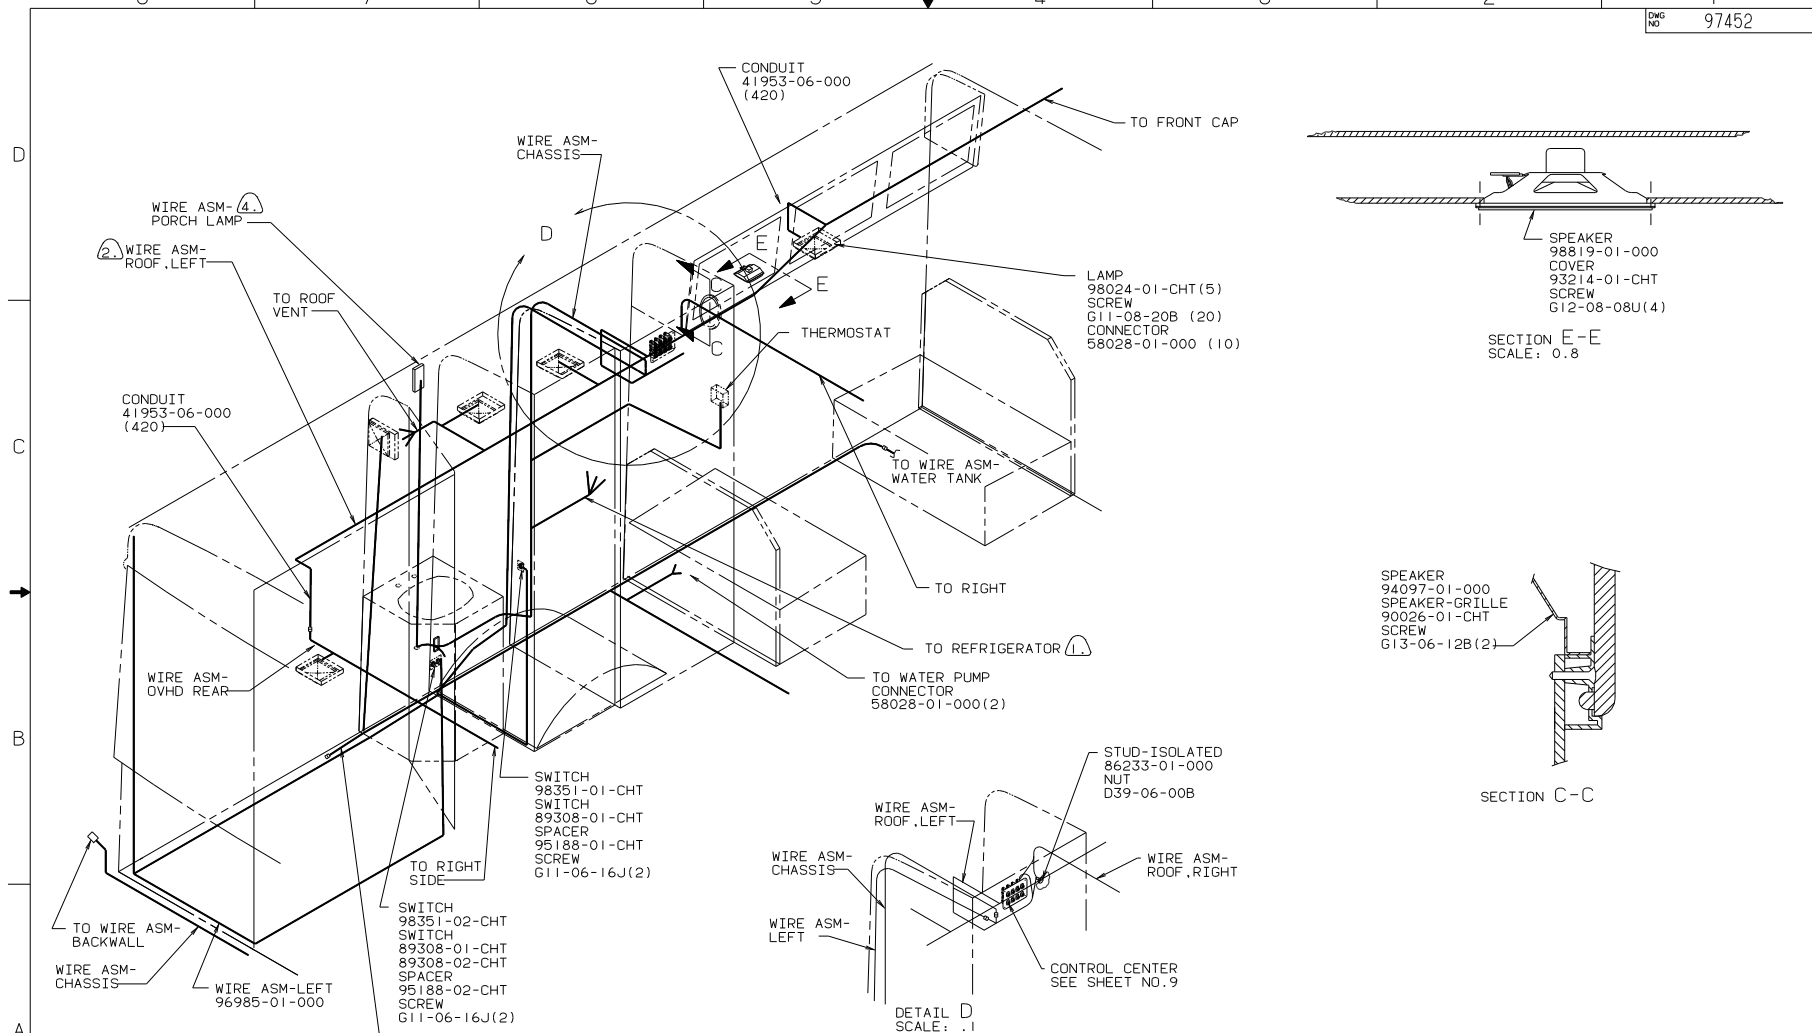 DWG
NO
97452
D
C
B
A
CONDUIT
41953-06-000
(420)
TO FRONT CAP
WIRE ASM-
CHASSIS
WIRE ASM-
PORCH LAMP
4.
2.
WIRE ASM-
ROOF,LEFT
TO ROOF
VENT
D
E
E
C
C
CONDUIT
41953-06-000
(420)
THERMOSTAT
LAMP
98024-01-CHT(5)
SCREW
G11-08-20B (20)
CONNECTOR
58028-01-000 (10)
SPEAKER
98819-01-000
COVER
93214-01-CHT
SCREW
G12-08-08U(4)
SECTION E-E
SCALE: 0.8
TO WIRE ASM-
WATER TANK
TO RIGHT
TO REFRIGERATOR
1.
TO WATER PUMP
CONNECTOR
58028-01-000(2)
SPEAKER
94097-01-000
SPEAKER-GRILLE
90026-01-CHT
SCREW
G13-06-12B(2)
SECTION C-C
WIRE ASM-
OVHD REAR
SWITCH
98351-01-CHT
SWITCH
89308-01-CHT
SPACER
95188-01-CHT
SCREW
G11-06-16J(2)
TO RIGHT
SIDE
SWITCH
98351-02-CHT
SWITCH
89308-01-CHT
89308-02-CHT
SPACER
95188-02-CHT
SCREW
G11-06-16J(2)
TO WIRE ASM-
BACKWALL
WIRE ASM-
CHASSIS
WIRE ASM-LEFT
96985-01-000
STUD-ISOLATED
86233-01-000
NUT
D39-06-00B
WIRE ASM-
ROOF,LEFT
WIRE ASM-
CHASSIS
WIRE ASM-
ROOF,RIGHT
WIRE ASM-
LEFT
CONTROL CENTER
SEE SHEET NO.9
DETAIL D
SCALE: .1